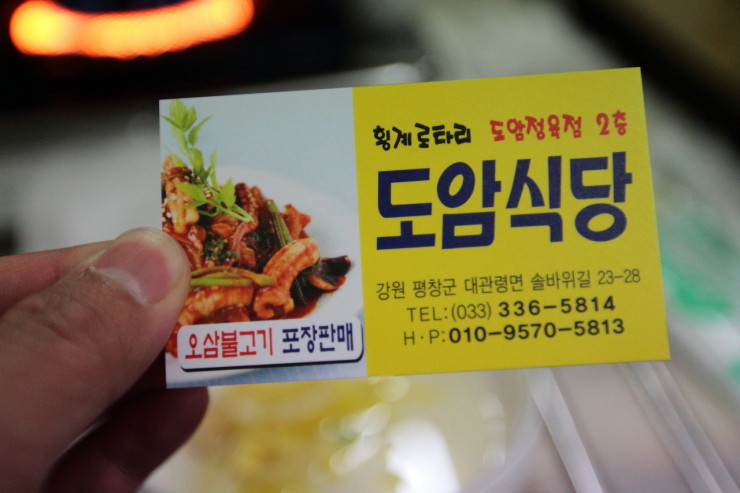 횡계로타리 도암정육점 2층
도암식당
강원 평창군 대관령면 솔바위길 23-28
TEL:(033) 336-5814
H·P:010-9570-5813
오삼불고기 포장판매